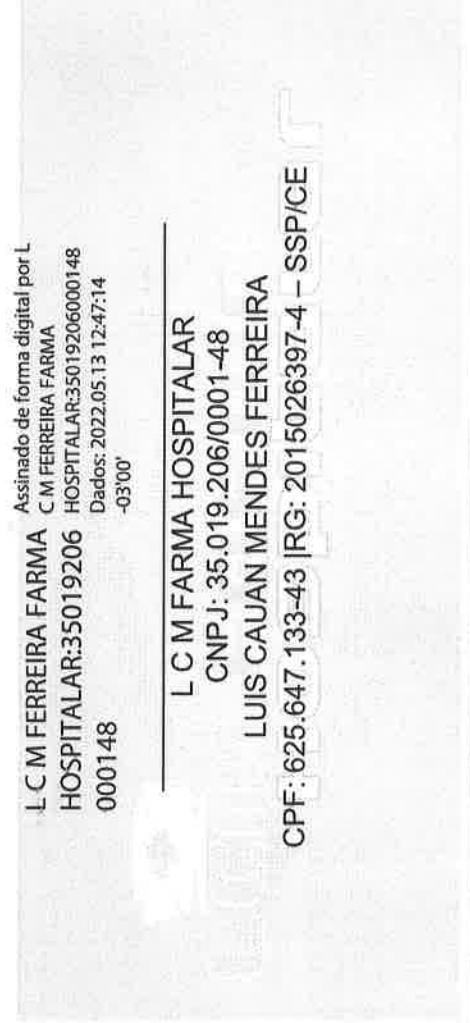 L C M FERREIRA FARMA
HOSPITALAR:35019206
000148
Assinado de forma digital por L
C M FERREIRA FARMA
HOSPITALAR:35019206000148
Dados: 2022.05.13 12:47:14
-03'00'
L C M FARMA HOSPITALAR
CNPJ: 35.019.206/0001-48
LUIS CAUAN MENDES FERREIRA
CPF: 625.647.133-43 |RG: 2015026397-4 – SSP/CE